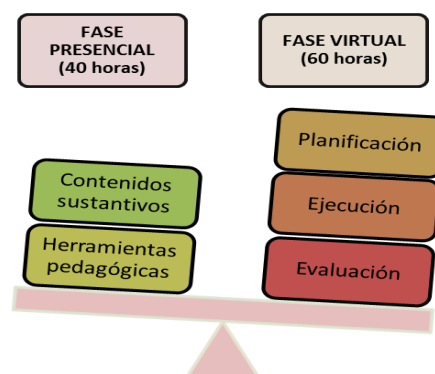 FASE
PRESENCIAL
(40 horas)
FASE VIRTUAL
(60 horas)
Contenidos
sustantivos
Herramientas
pedagógicas
Planificación
Ejecución
Evaluación